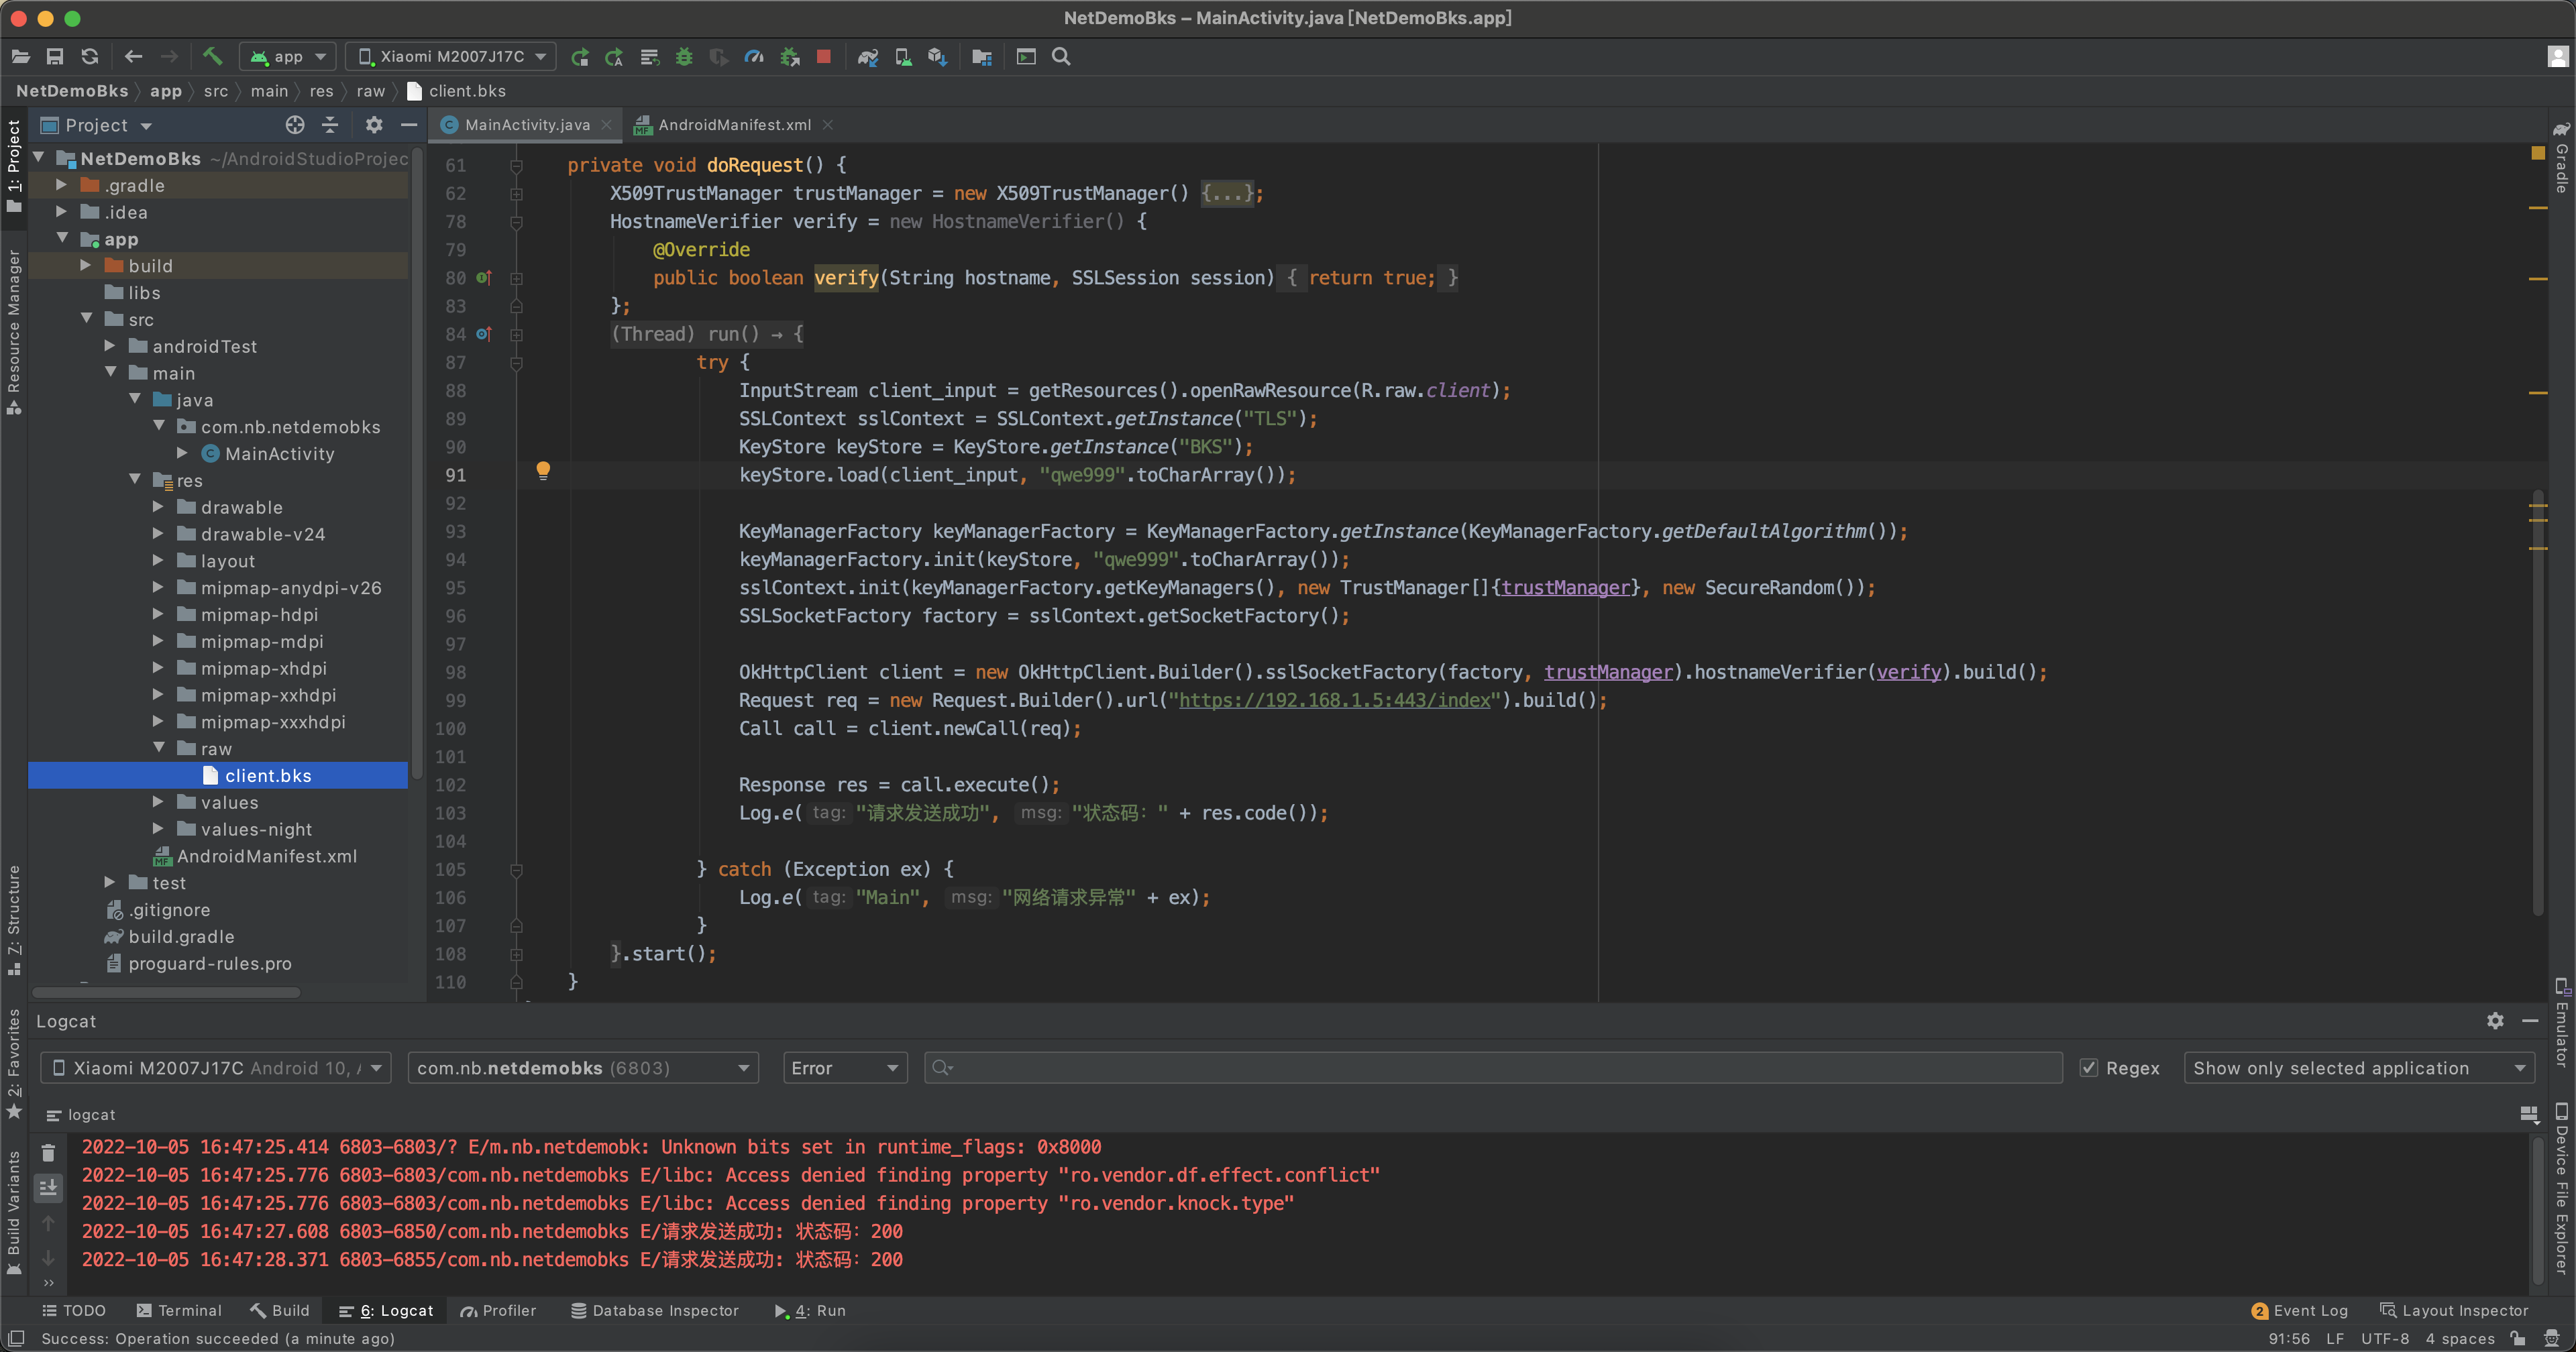 NetDemoBks – MainActivity.java [NetDemoBks.app]
app
Xiaomi M2007J17C
NetDemoBks
app
src
main
res
raw
client.bks
1: Project
Resource Manager
Z: Structure
2: Favorites
Build Variants
Project
NetDemoBks ~/AndroidStudioProjec
.gradle
.idea
app
build
libs
src
androidTest
main
java
com.nb.netdemobks
MainActivity
res
drawable
drawable-v24
layout
mipmap-anydpi-v26
mipmap-hdpi
mipmap-mdpi
mipmap-xhdpi
mipmap-xxhdpi
mipmap-xxxhdpi
raw
client.bks
values
values-night
AndroidManifest.xml
test
.gitignore
build.gradle
proguard-rules.pro
MainActivity.java
AndroidManifest.xml
61 private void doRequest() {
62 X509TrustManager trustManager = new X509TrustManager() {...};
78 HostnameVerifier verify = new HostnameVerifier() {
79 @Override
80 public boolean verify(String hostname, SSLSession session) { return true; }
83 };
84 (Thread) run() → {
87 try {
88 InputStream client_input = getResources().openRawResource(R.raw.client);
89 SSLContext sslContext = SSLContext.getInstance("TLS");
90 KeyStore keyStore = KeyStore.getInstance("BKS");
91 keyStore.load(client_input, "qwe999".toCharArray());
92
93 KeyManagerFactory keyManagerFactory = KeyManagerFactory.getInstance(KeyManagerFactory.getDefaultAlgorithm());
94 keyManagerFactory.init(keyStore, "qwe999".toCharArray());
95 sslContext.init(keyManagerFactory.getKeyManagers(), new TrustManager[]{trustManager}, new SecureRandom());
96 SSLSocketFactory factory = sslContext.getSocketFactory();
97
98 OkHttpClient client = new OkHttpClient.Builder().sslSocketFactory(factory, trustManager).hostnameVerifier(verify).build();
99 Request req = new Request.Builder().url("https://192.168.1.5:443/index").build();
100 Call call = client.newCall(req);
101
102 Response res = call.execute();
103 Log.e( tag: "请求发送成功", msg: "状态码：" + res.code());
104
105 } catch (Exception ex) {
106 Log.e( tag: "Main", msg: "网络请求异常" + ex);
107 }
108 }.start();
110 }
Gradle
Emulator
Device File Explorer
Logcat
Xiaomi M2007J17C Android 10, A
com.nb.netdemobks (6803)
Error
Regex
Show only selected application
logcat
2022-10-05 16:47:25.414 6803-6803/? E/m.nb.netdemobk: Unknown bits set in runtime_flags: 0x8000
2022-10-05 16:47:25.776 6803-6803/com.nb.netdemobks E/libc: Access denied finding property "ro.vendor.df.effect.conflict"
2022-10-05 16:47:25.776 6803-6803/com.nb.netdemobks E/libc: Access denied finding property "ro.vendor.knock.type"
2022-10-05 16:47:27.608 6803-6850/com.nb.netdemobks E/请求发送成功: 状态码：200
2022-10-05 16:47:28.371 6803-6855/com.nb.netdemobks E/请求发送成功: 状态码：200
TODO
Terminal
Build
6: Logcat
Profiler
Database Inspector
4: Run
2 Event Log
Layout Inspector
Success: Operation succeeded (a minute ago)
91:56 LF UTF-8 4 spaces